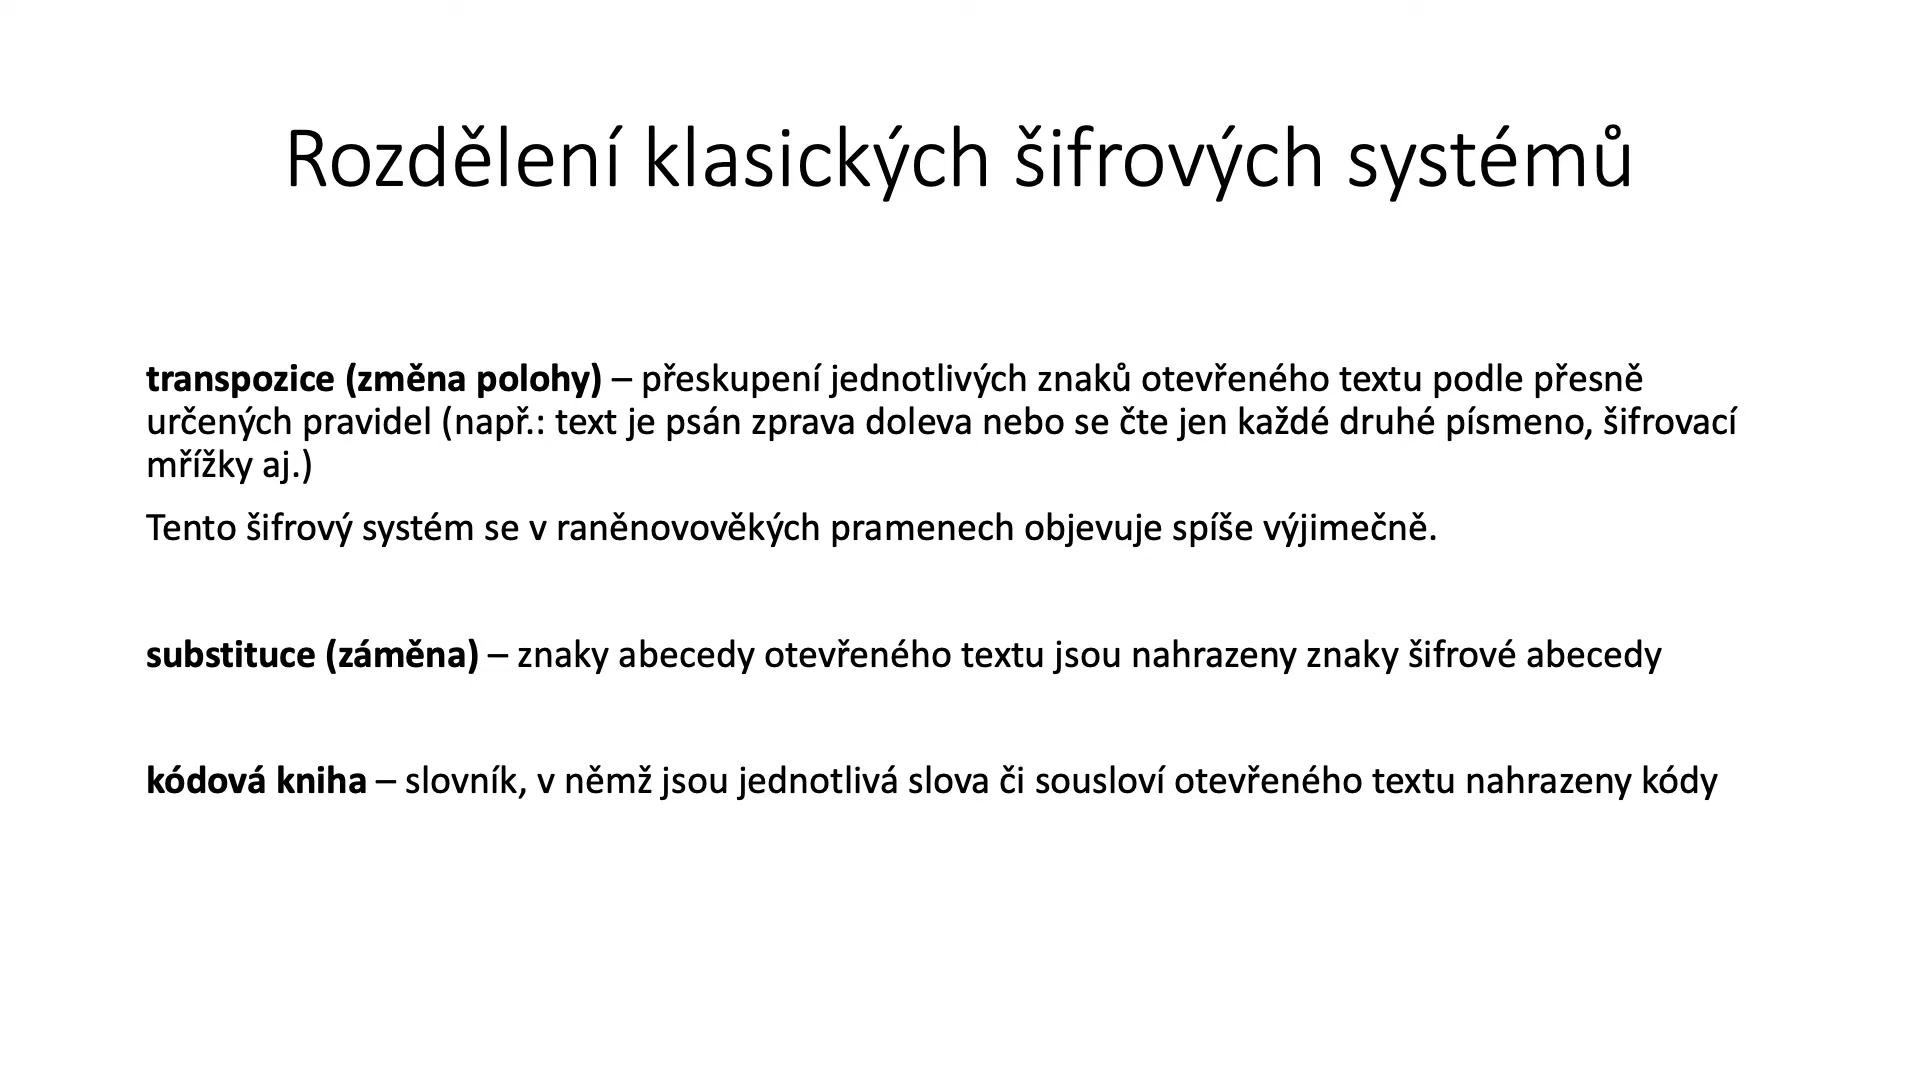 Rozdělení klasických šifrových systémů
transpozice (změna polohy) – přeskupení jednotlivých znaků otevřeného textu podle přesně
určených pravidel (např.: text je psán zprava doleva nebo se čte jen každé druhé písmeno, šifrovací
mřížky aj.)
Tento šifrový systém se v raněnovověkých pramenech objevuje spíše výjimečně.
substituce (záměna) – znaky abecedy otevřeného textu jsou nahrazeny znaky šifrové abecedy
kódová kniha – slovník, v němž jsou jednotlivá slova či sousloví otevřeného textu nahrazeny kódy